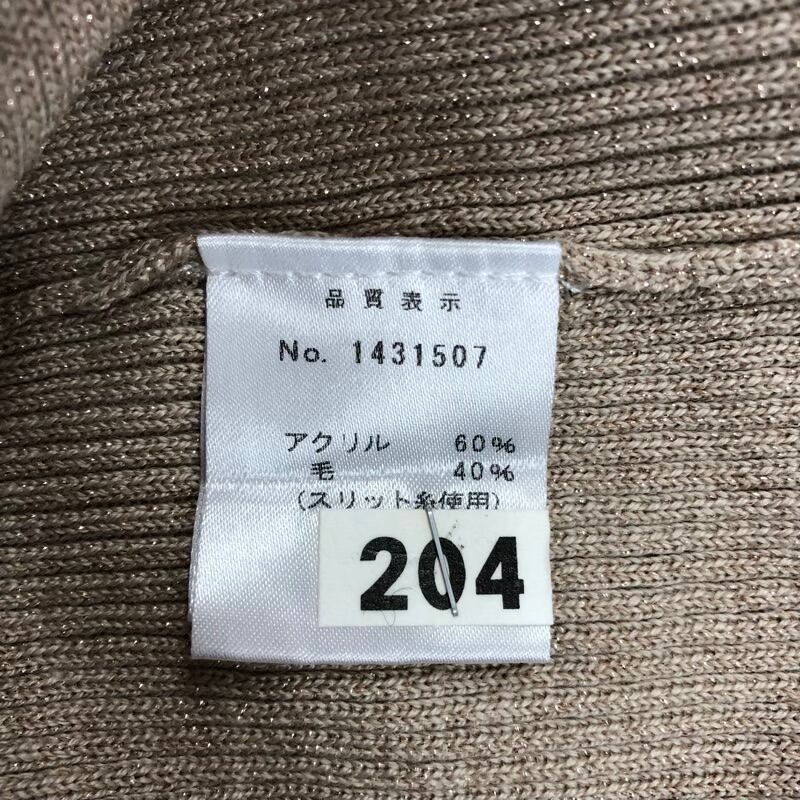 品質表示
No. 1431507
アクリル 60%
毛 40%
(スリット糸使用)
204